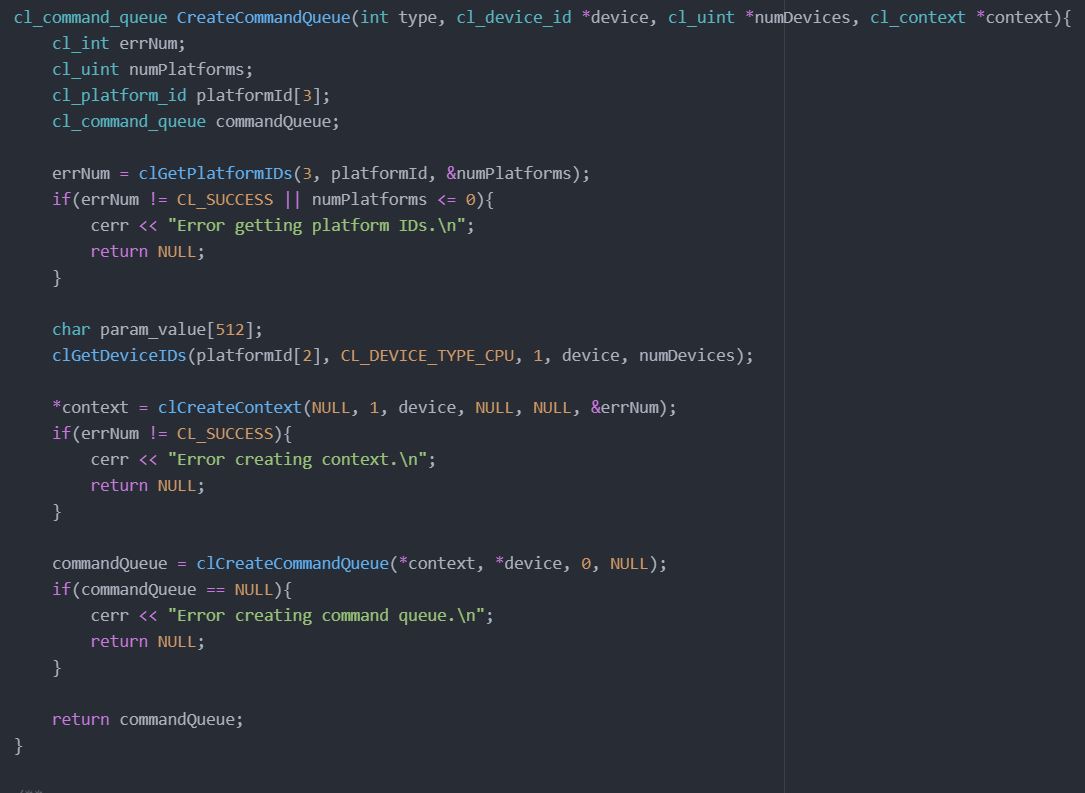 cl_command_queue CreateCommandQueue(int type, cl_device_id *device, cl_uint *numDevices, cl_context *context){
    cl_int errNum;
    cl_uint numPlatforms;
    cl_platform_id platformId[3];
    cl_command_queue commandQueue;

    errNum = clGetPlatformIDs(3, platformId, &numPlatforms);
    if(errNum != CL_SUCCESS || numPlatforms <= 0){
        cerr << "Error getting platform IDs.\n";
        return NULL;
    }

    char param_value[512];
    clGetDeviceIDs(platformId[2], CL_DEVICE_TYPE_CPU, 1, device, numDevices);

    *context = clCreateContext(NULL, 1, device, NULL, NULL, &errNum);
    if(errNum != CL_SUCCESS){
        cerr << "Error creating context.\n";
        return NULL;
    }

    commandQueue = clCreateCommandQueue(*context, *device, 0, NULL);
    if(commandQueue == NULL){
        cerr << "Error creating command queue.\n";
        return NULL;
    }

    return commandQueue;
}